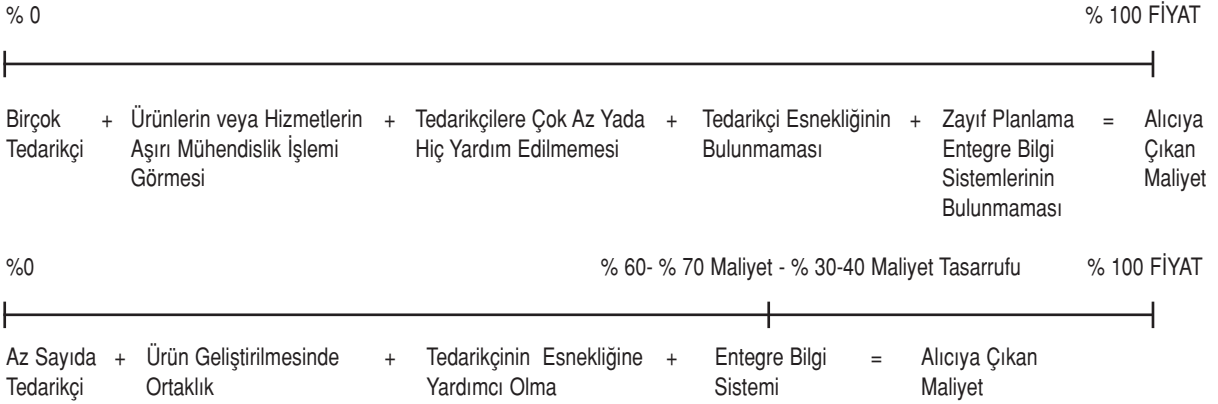 % 0 % 100 FİYAT
Birçok + Ürünlerin veya Hizmetlerin + Tedarikçilere Çok Az Yada + Tedarikçi Esnekliğinin + Zayıf Planlama = Alıcıya
Tedarikçi Aşırı Mühendislik İşlemi Hiç Yardım Edilmemesi Bulunmaması Entegre Bilgi Çıkan
Görmesi Sistemlerinin Maliyet
Bulunmaması
%0 % 60- % 70 Maliyet - % 30-40 Maliyet Tasarrufu % 100 FİYAT
Az Sayıda + Ürün Geliştirilmesinde + Tedarikçinin Esnekliğine + Entegre Bilgi = Alıcıya Çıkan
Tedarikçi Ortaklık Yardımcı Olma Sistemi Maliyet